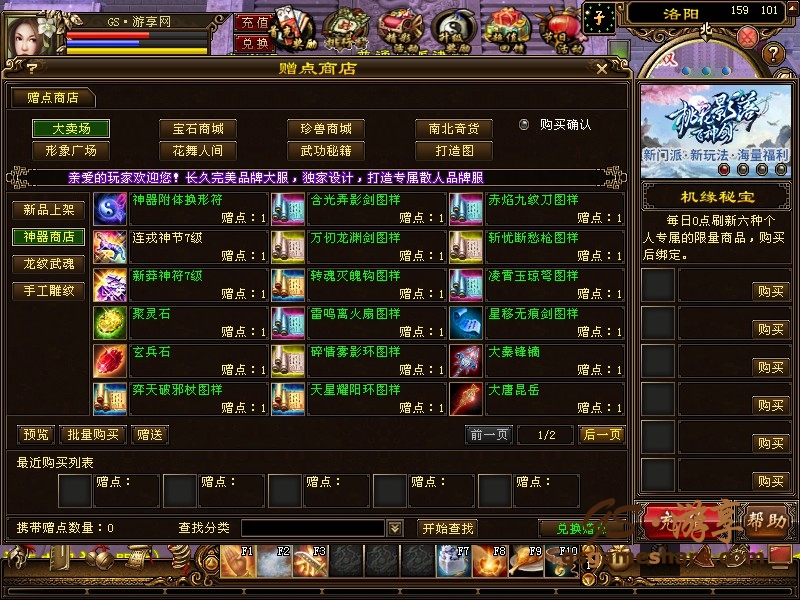 GS·游享网
充值
兑换
洛阳
159 101
北
赠点商店
赠点商店
大卖场 宝石商城 珍兽商城 南北奇货
购买确认
形象广场 花舞人间 武功秘籍 打造图
亲爱的玩家欢迎您!长久完美品牌大服,独家设计,打造专属散人品牌服
新品上架
神器商店
龙纹武魂
手工雕纹
神器附体换形符 赠点:1
含光弄影剑图样 赠点:1
赤焰九纹刀图样 赠点:1
连戎神节7级 赠点:1
万仞龙渊剑图样 赠点:1
斩忧断愁枪图样 赠点:1
新莽神符7级 赠点:1
转魂灭魄钩图样 赠点:1
凌霄玉琼弩图样 赠点:1
聚灵石 赠点:1
雷鸣离火扇图样 赠点:1
星移无痕剑图样 赠点:1
玄兵石 赠点:1
碎情雾影环图样 赠点:1
大秦锋镝 赠点:1
弈天破邪杖图样 赠点:1
天星耀阳环图样 赠点:1
大唐昆岳 赠点:1
预览 批量购买 赠送
前一页 1/2 后一页
最近购买列表
赠点: 赠点: 赠点: 赠点: 赠点:
携带赠点数量:0 查找分类 开始查找 兑换赠点
桃花影落
新门派·新玩法·海量福利
机缘秘宝
每日0点刷新六种个
人专属的限量商品,购买
后绑定。
购买
购买
购买
购买
购买
购买
帮助
F1 F2 F3 F7 F8 F9 F10